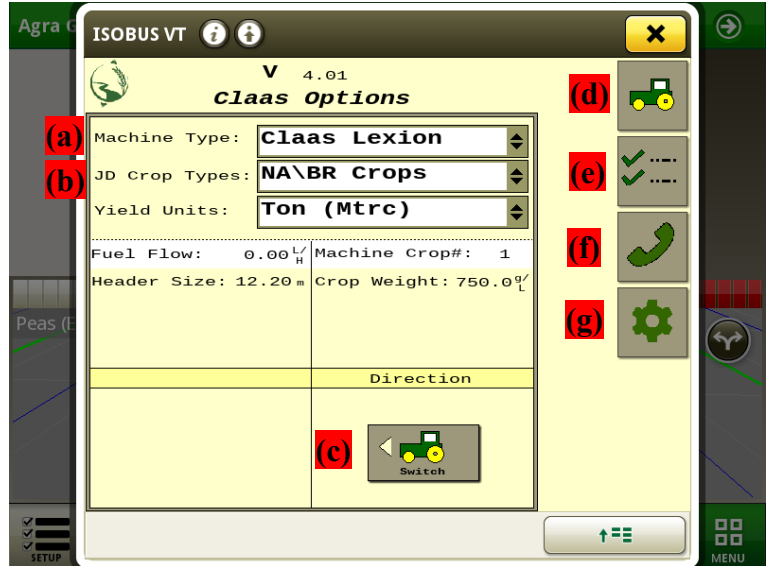 Agra
ISOBUS VT
V 4.01
Claas Options
(a) Machine Type: Claas Lexion
(b) JD Crop Types: NA\BR Crops
Yield Units: Ton (Mtrc)
(d)
(e)
(f)
(g)
Fuel Flow: 0.00 L/H
Machine Crop#: 1
Header Size: 12.20 m
Crop Weight: 750.0 g/L
Peas (E
Direction
(c)
Switch
SETUP
MENU